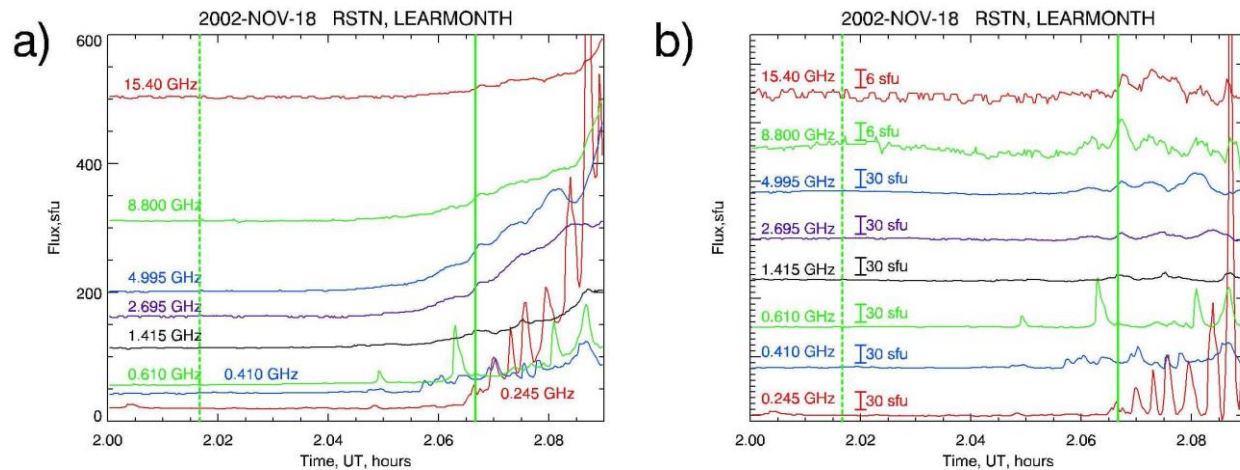 2002-NOV-18 RSTN, LEARMONTH
a)
600
400
200
0
Flux,sfu
15.40 GHz
8.800 GHz
4.995 GHz
2.695 GHz
1.415 GHz
0.610 GHz
0.410 GHz
0.245 GHz
2.00 2.02 2.04 2.06 2.08
Time, UT, hours
2002-NOV-18 RSTN, LEARMONTH
b)
Flux,sfu
15.40 GHz 6 sfu
8.800 GHz 6 sfu
4.995 GHz 30 sfu
2.695 GHz 30 sfu
1.415 GHz 30 sfu
0.610 GHz 30 sfu
0.410 GHz 30 sfu
0.245 GHz 30 sfu
2.00 2.02 2.04 2.06 2.08
Time, UT, hours